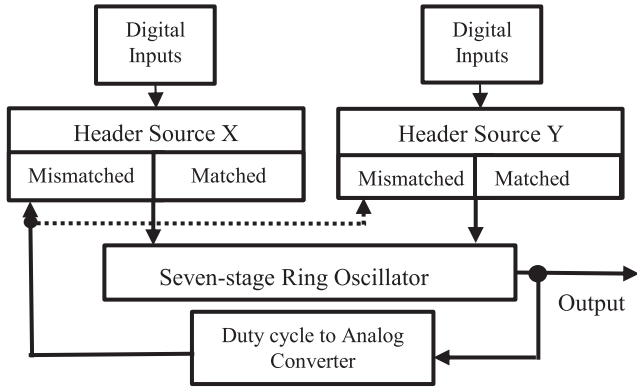 Digital
Inputs
Digital
Inputs
Header Source X
Header Source Y
Mismatched
Matched
Mismatched
Matched
Seven-stage Ring Oscillator
Output
Duty cycle to Analog
Converter